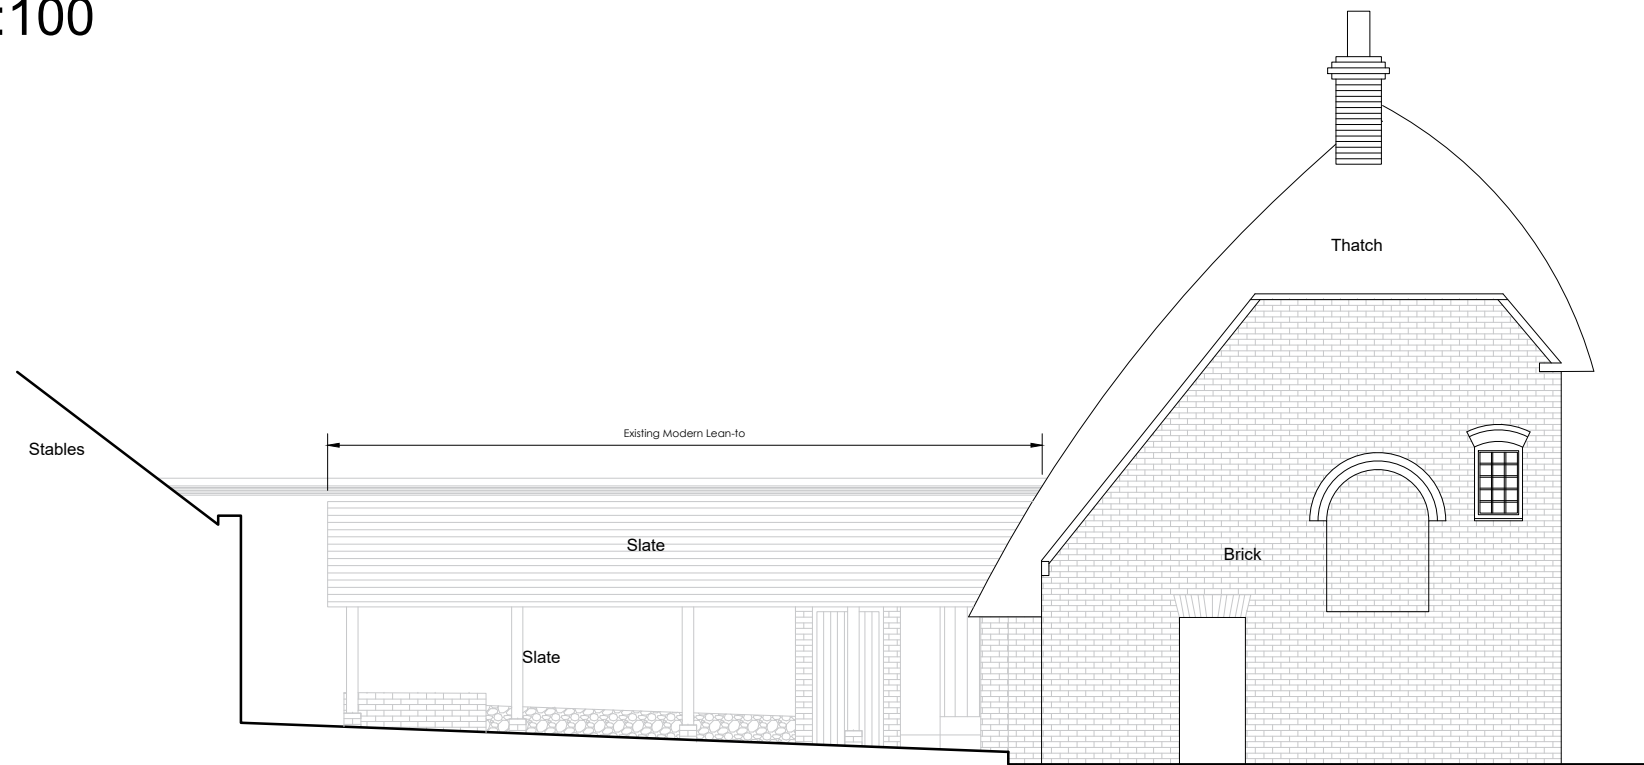 :100
Thatch
Existing Modern Lean-to
Stables
Slate
Brick
Slate